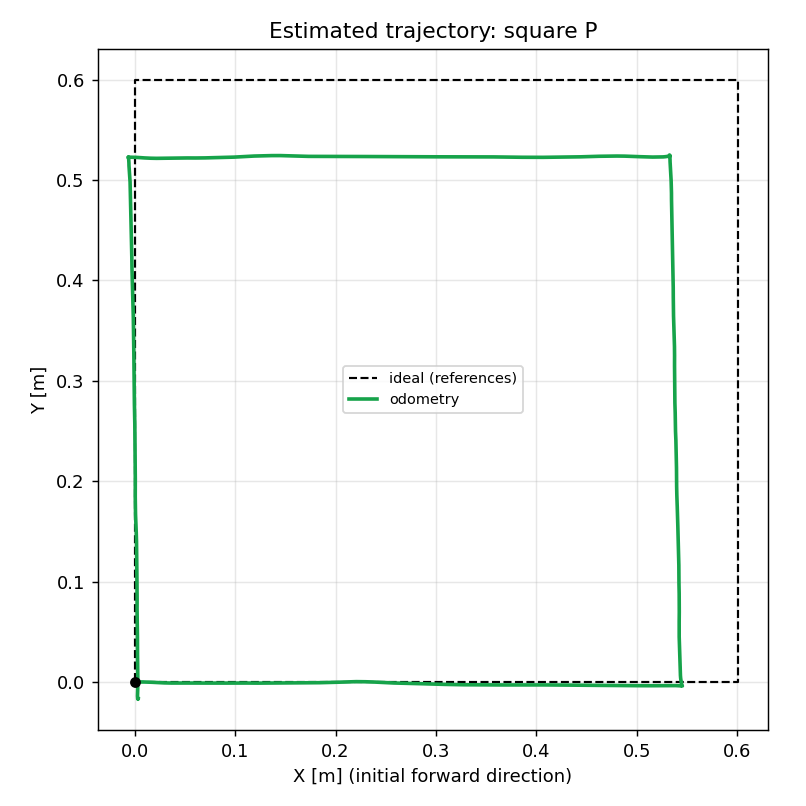 Estimated trajectory: square P
0.6
0.5
0.4
0.3
0.2
0.1
0.0
Y [m]
ideal (references)
odometry
0.0 0.1 0.2 0.3 0.4 0.5 0.6
X [m] (initial forward direction)